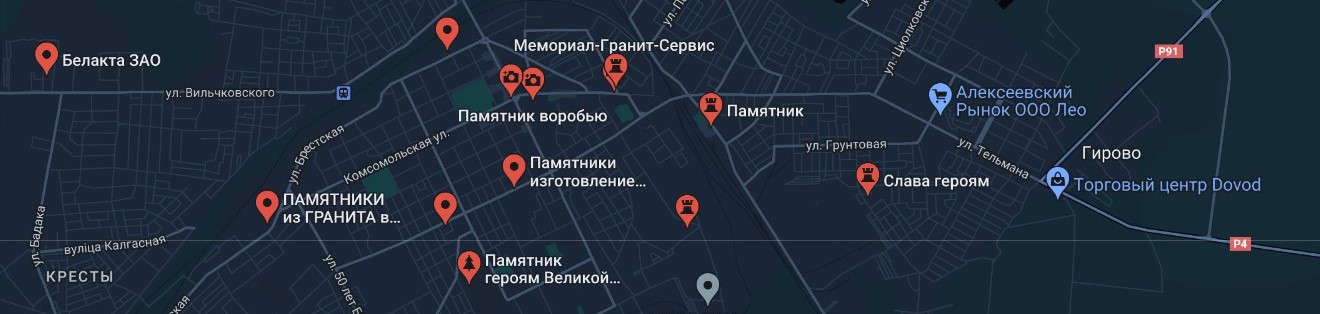 ул. П
Мемориал-Гранит-Сервис
ул. Циолковск
P91
Белакта ЗАО
ул. Вильчковского
Алексеевский
Рынок ООО Лео
Памятник воробью
Памятник
ул. Брестская
Комсомольская ул.
ул. Грунтовая
ул. Тельмана
Гирово
Памятники
изготовление...
Слава героям
Торговый центр Dovod
ПАМЯТНИКИ
из ГРАНИТА в...
ул. Бадака
вуліца Калгасная
P4
КРЕСТЫ
Памятник
героям Великой...
ул. 50 лет Б
ская